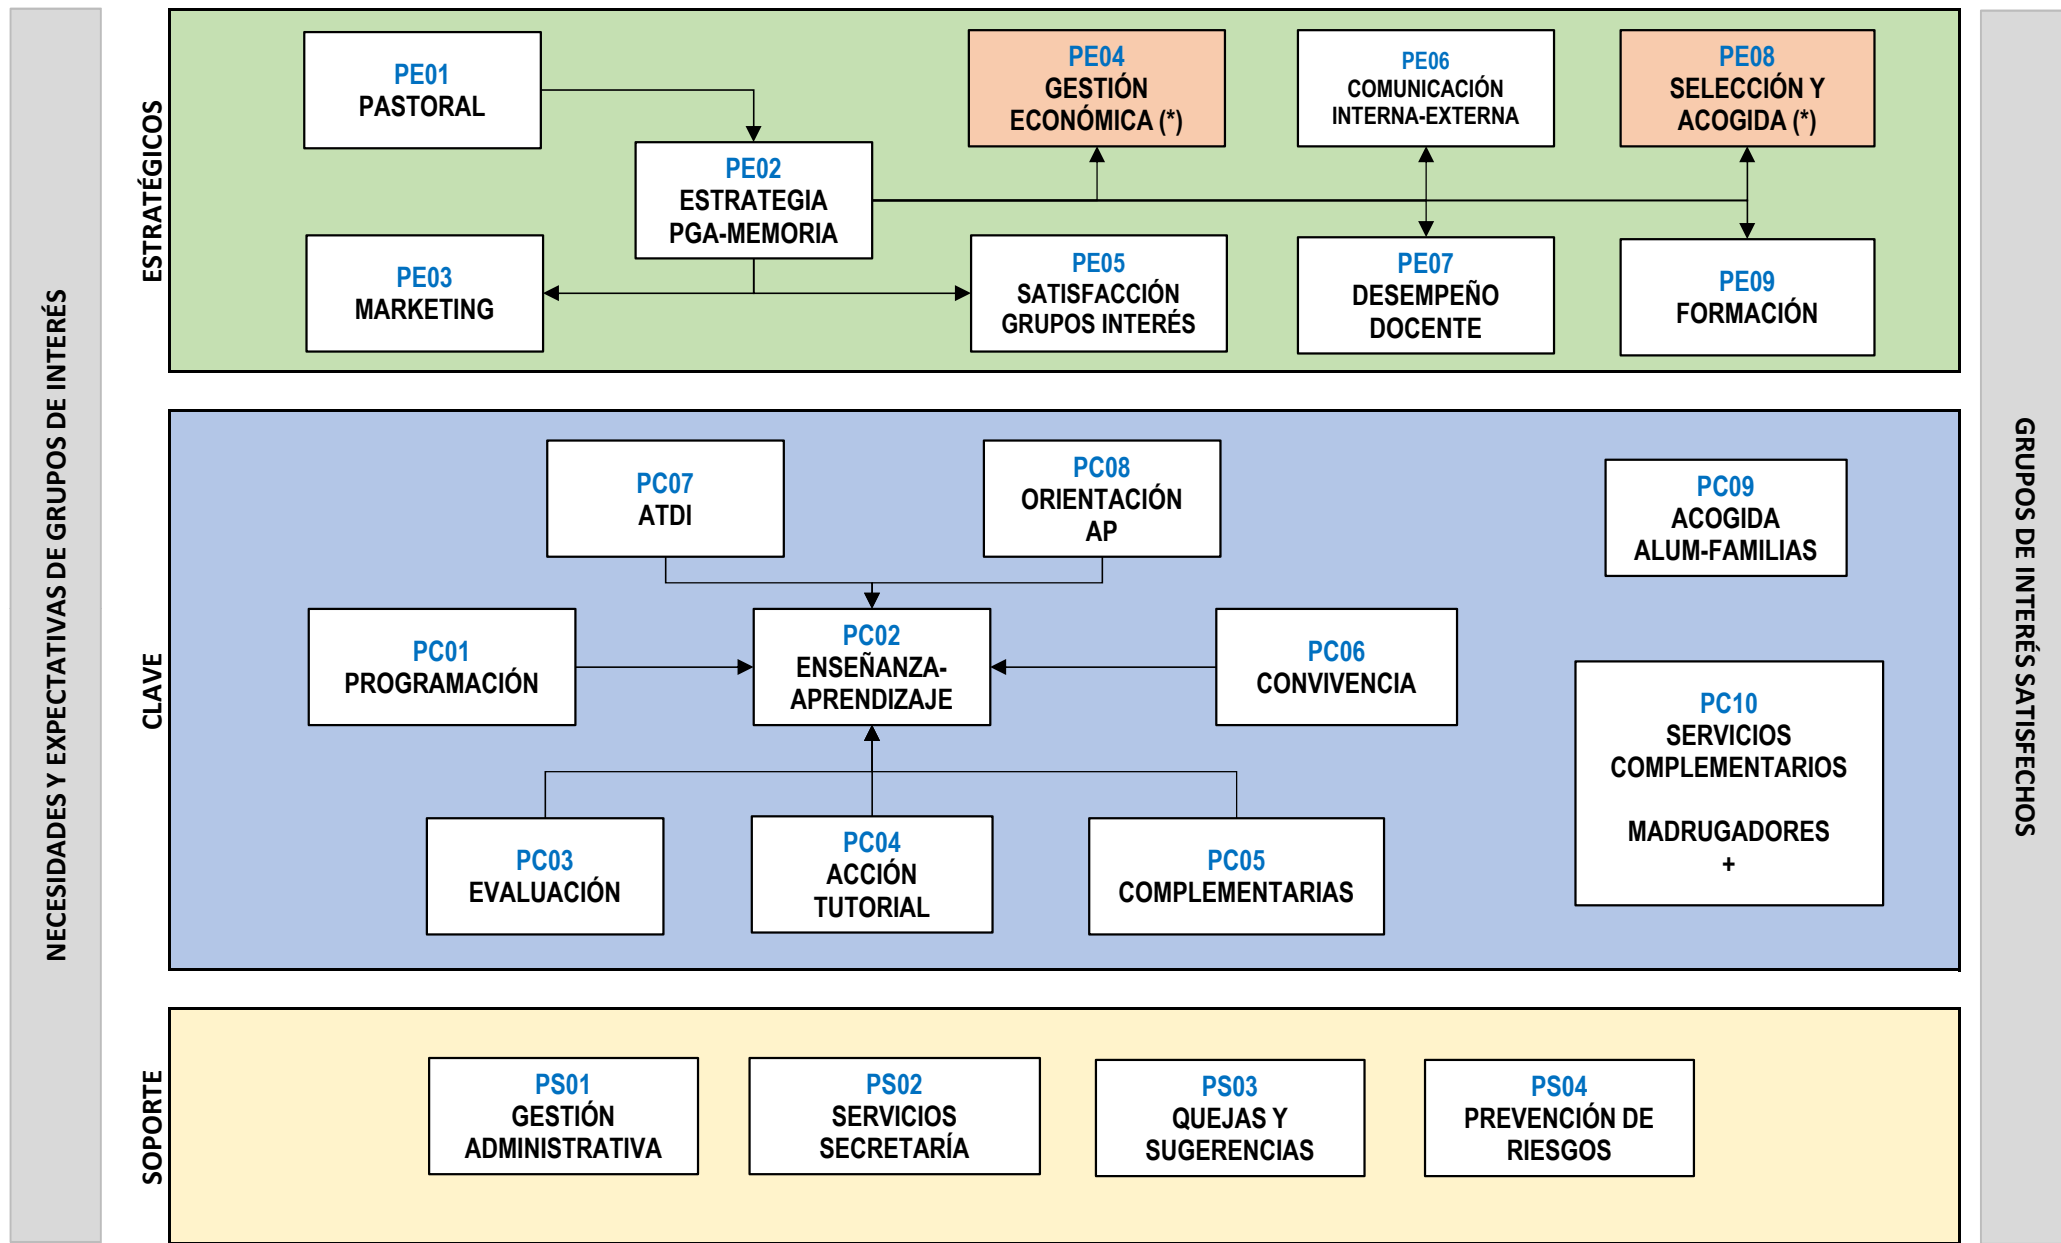 NECESIDADES Y EXPECTATIVAS DE GRUPOS DE INTERÉS
ESTRATÉGICOS
PE01
PASTORAL
PE02
ESTRATEGIA
PGA-MEMORIA
PE03
MARKETING
PE04
GESTIÓN
ECONÓMICA (*)
PE05
SATISFACCIÓN
GRUPOS INTERÉS
PE06
COMUNICACIÓN
INTERNA-EXTERNA
PE07
DESEMPEÑO
DOCENTE
PE08
SELECCIÓN Y
ACOGIDA (*)
PE09
FORMACIÓN
CLAVE
PC07
ATDI
PC08
ORIENTACIÓN
AP
PC09
ACOGIDA
ALUM-FAMILIAS
PC01
PROGRAMACIÓN
PC02
ENSEÑANZA-
APRENDIZAJE
PC06
CONVIVENCIA
PC10
SERVICIOS
COMPLEMENTARIOS
MADRUGADORES
+
PC03
EVALUACIÓN
PC04
ACCIÓN
TUTORIAL
PC05
COMPLEMENTARIAS
SOPORTE
PS01
GESTIÓN
ADMINISTRATIVA
PS02
SERVICIOS
SECRETARÍA
PS03
QUEJAS Y
SUGERENCIAS
PS04
PREVENCIÓN DE
RIESGOS
GRUPOS DE INTERÉS SATISFECHOS